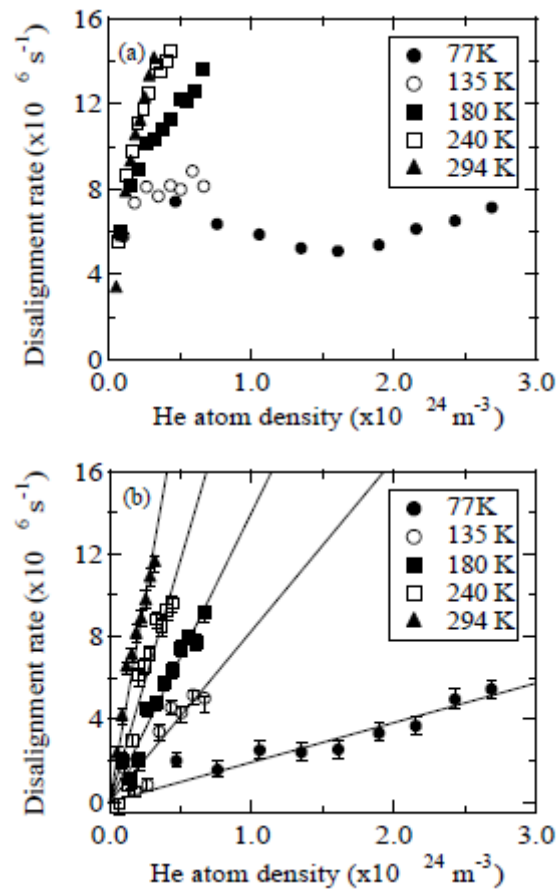 16
12
8
4
0
Disalignment rate (x10 ⁶ s⁻¹)
(a)
77K
135 K
180 K
240 K
294 K
0.0 1.0 2.0 3.0
He atom density (x10 ²⁴ m⁻³)
16
12
8
4
0
Disalignment rate (x10 ⁶ s⁻¹)
(b)
77K
135 K
180 K
240 K
294 K
0.0 1.0 2.0 3.0
He atom density (x10 ²⁴ m⁻³)